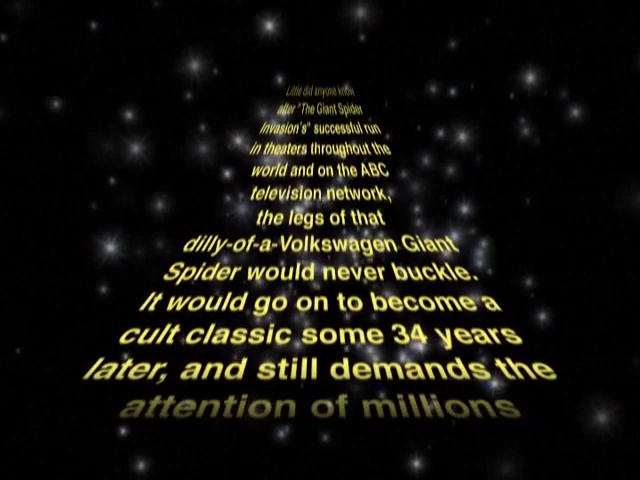 Little did anyone know
after "The Giant Spider
Invasion's" successful run
in theaters throughout the
world and on the ABC
television network,
the legs of that
dilly-of-a-Volkswagen Giant
Spider would never buckle.
It would go on to become a
cult classic some 34 years
later, and still demands the
attention of millions